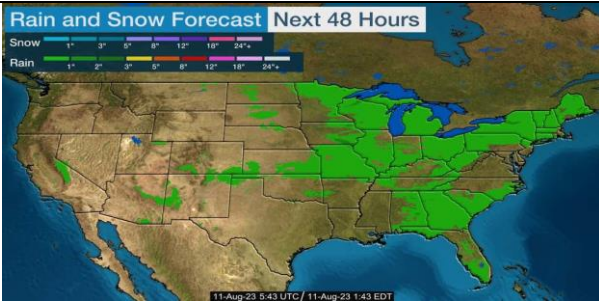 Rain and Snow Forecast Next 48 Hours
Snow
1" 3" 5" 8" 12" 18" 24"+
Rain
1" 2" 3" 5" 8" 12" 18" 24"+
11-Aug-23 5:43 UTC / 11-Aug-23 1:43 EDT